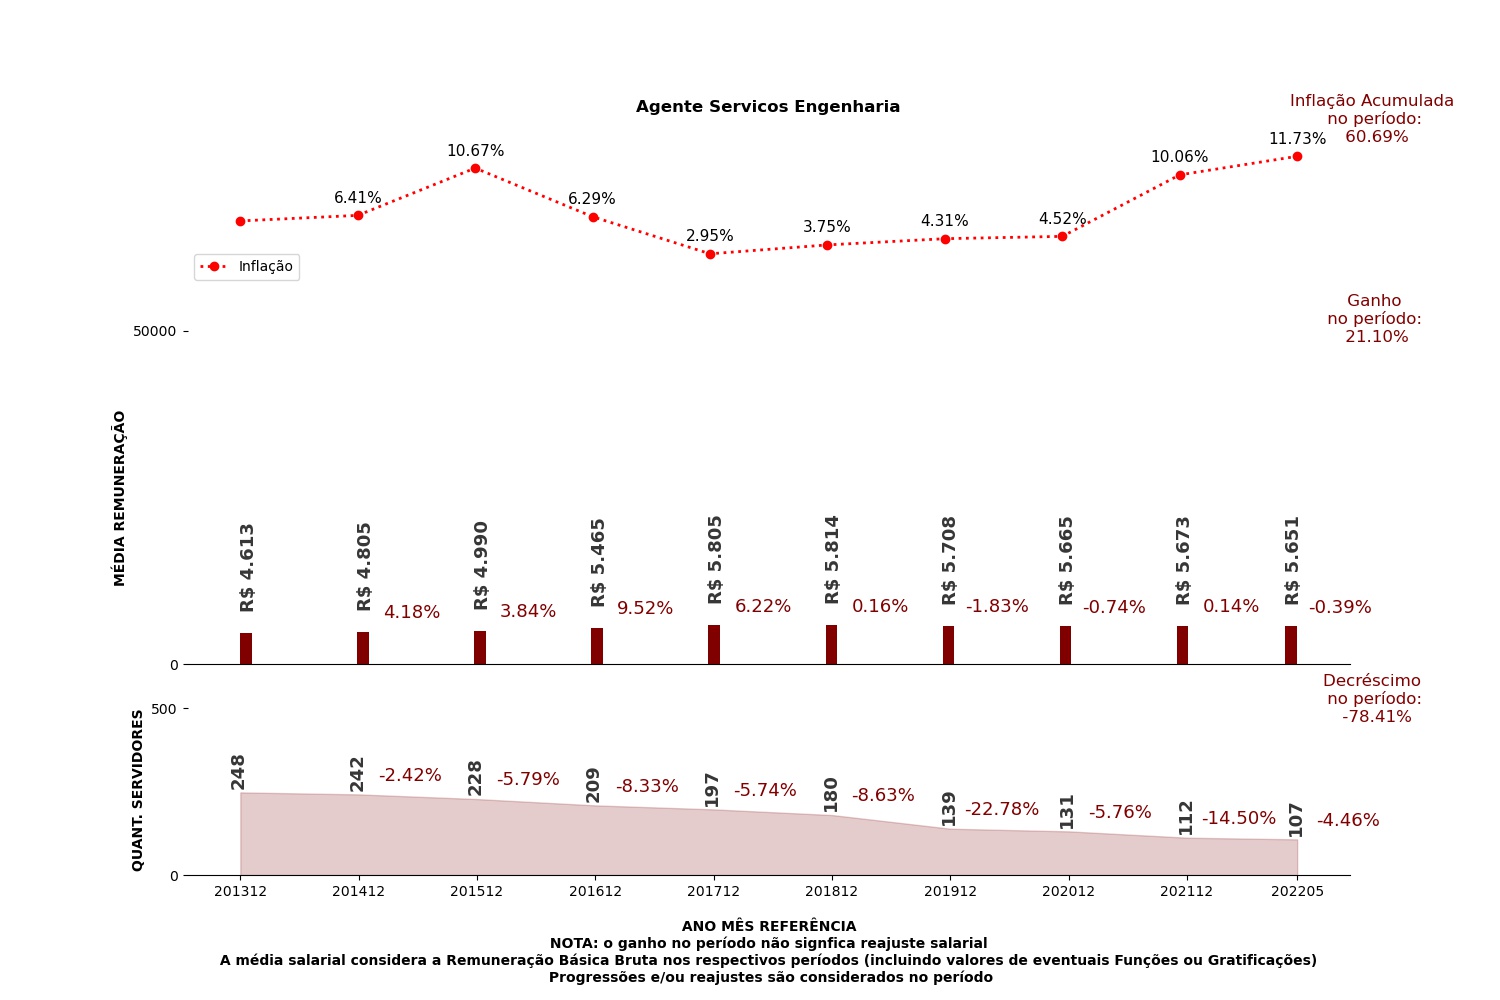 Agente Servicos Engenharia
Inflação Acumulada
no período:
60.69%
6.41%
10.67%
6.29%
2.95%
3.75%
4.31%
4.52%
10.06%
11.73%
Inflação
Ganho
no período:
21.10%
50000
MÉDIA REMUNERAÇÃO
R$ 4.613
R$ 4.805
R$ 4.990
R$ 5.465
R$ 5.805
R$ 5.814
R$ 5.708
R$ 5.665
R$ 5.673
R$ 5.651
4.18%
3.84%
9.52%
6.22%
0.16%
-1.83%
-0.74%
0.14%
-0.39%
0
Decréscimo
no período:
-78.41%
500
QUANT. SERVIDORES
248
242
228
209
197
180
139
131
112
107
-2.42%
-5.79%
-8.33%
-5.74%
-8.63%
-22.78%
-5.76%
-14.50%
-4.46%
0
201312
201412
201512
201612
201712
201812
201912
202012
202112
202205
ANO MÊS REFERÊNCIA
NOTA: o ganho no período não signfica reajuste salarial
A média salarial considera a Remuneração Básica Bruta nos respectivos períodos (incluindo valores de eventuais Funções ou Gratificações)
Progressões e/ou reajustes são considerados no período